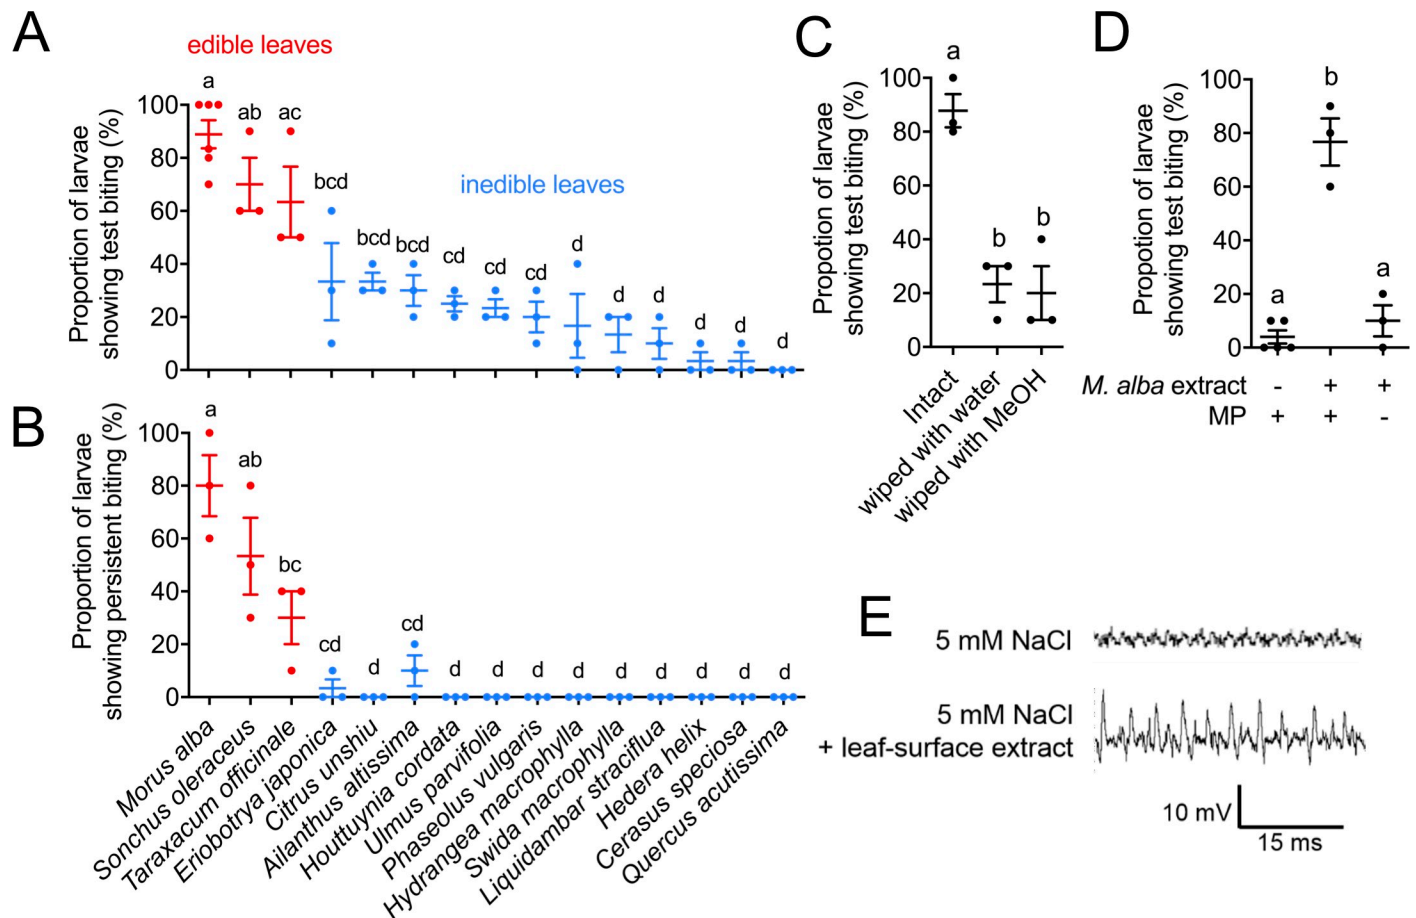 A
edible leaves
inedible leaves
Proportion of larvae
showing test biting (%)
100
80
60
40
20
0
a
ab
ac
bcd
bcd
bcd
cd
cd
cd
d
d
d
d
d
d
B
Proportion of larvae
showing persistent biting (%)
100
80
60
40
20
0
a
ab
bc
cd
d
cd
d
d
d
d
d
d
d
d
d
Morus alba
Sonchus oleraceus
Taraxacum officinale
Eriobotrya japonica
Citrus unshiu
Ailanthus altissima
Houttuynia cordata
Ulmus parvifolia
Phaseolus vulgaris
Hydrangea macrophylla
Swida macrophylla
Liquidambar straciflua
Hedera helix
Cerasus speciosa
Quercus acutissima
C
Propotion of larvae
showing test biting (%)
100
80
60
40
20
0
a
b
b
Intact
wiped with water
wiped with MeOH
D
Propotion of larvae
showing test biting (%)
100
80
60
40
20
0
a
b
a
M. alba extract - + +
MP + + -
E
5 mM NaCl
5 mM NaCl
+ leaf-surface extract
10 mV
15 ms